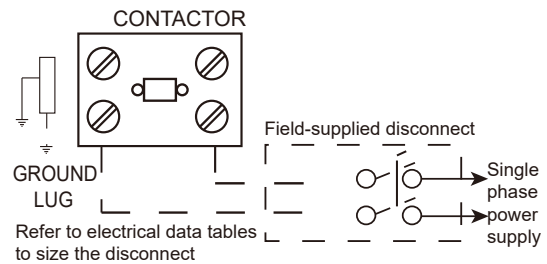 CONTACTOR
Field-supplied disconnect
GROUND
LUG
Single
phase
power
supply
Refer to electrical data tables
to size the disconnect